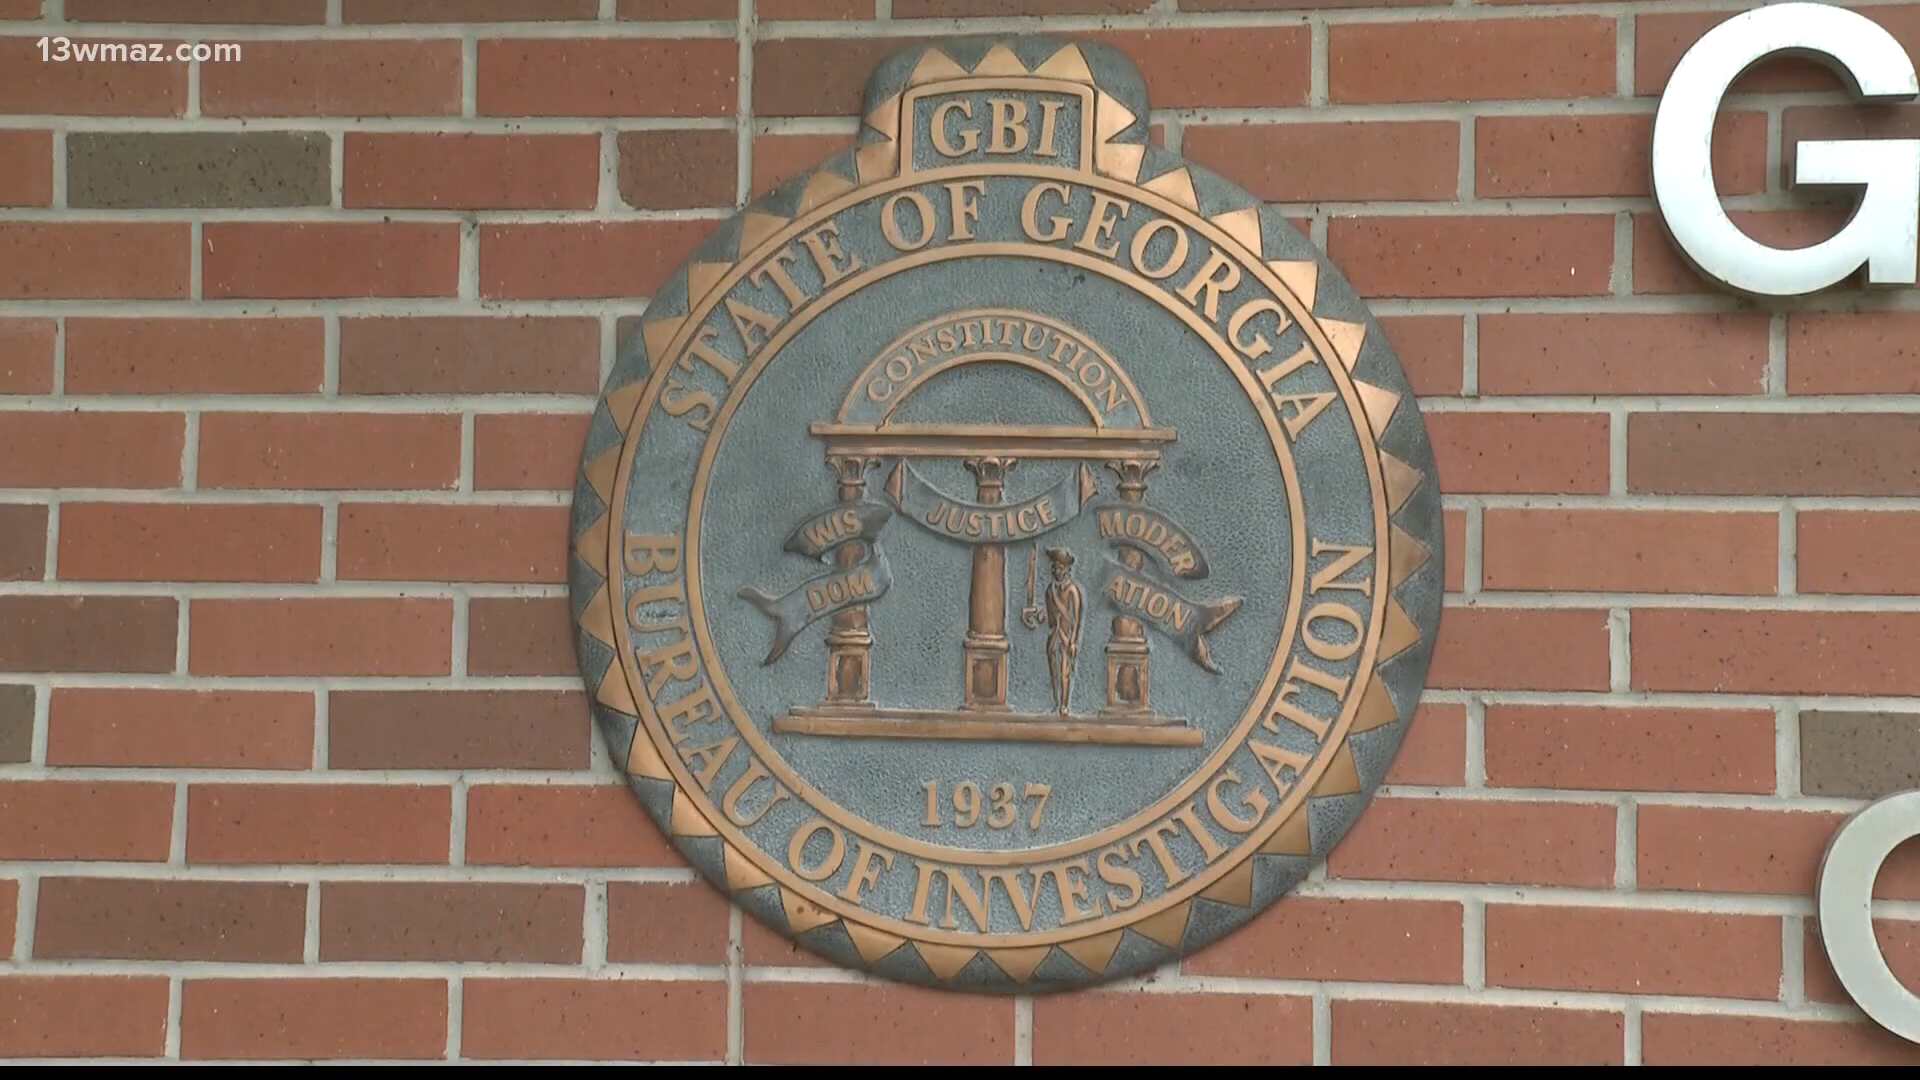 13wmaz.com
GBI
STATE OF GEORGIA
CONSTITUTION
WIS
DOM
JUSTICE
MODER
ATION
1937
BUREAU OF INVESTIGATION
G